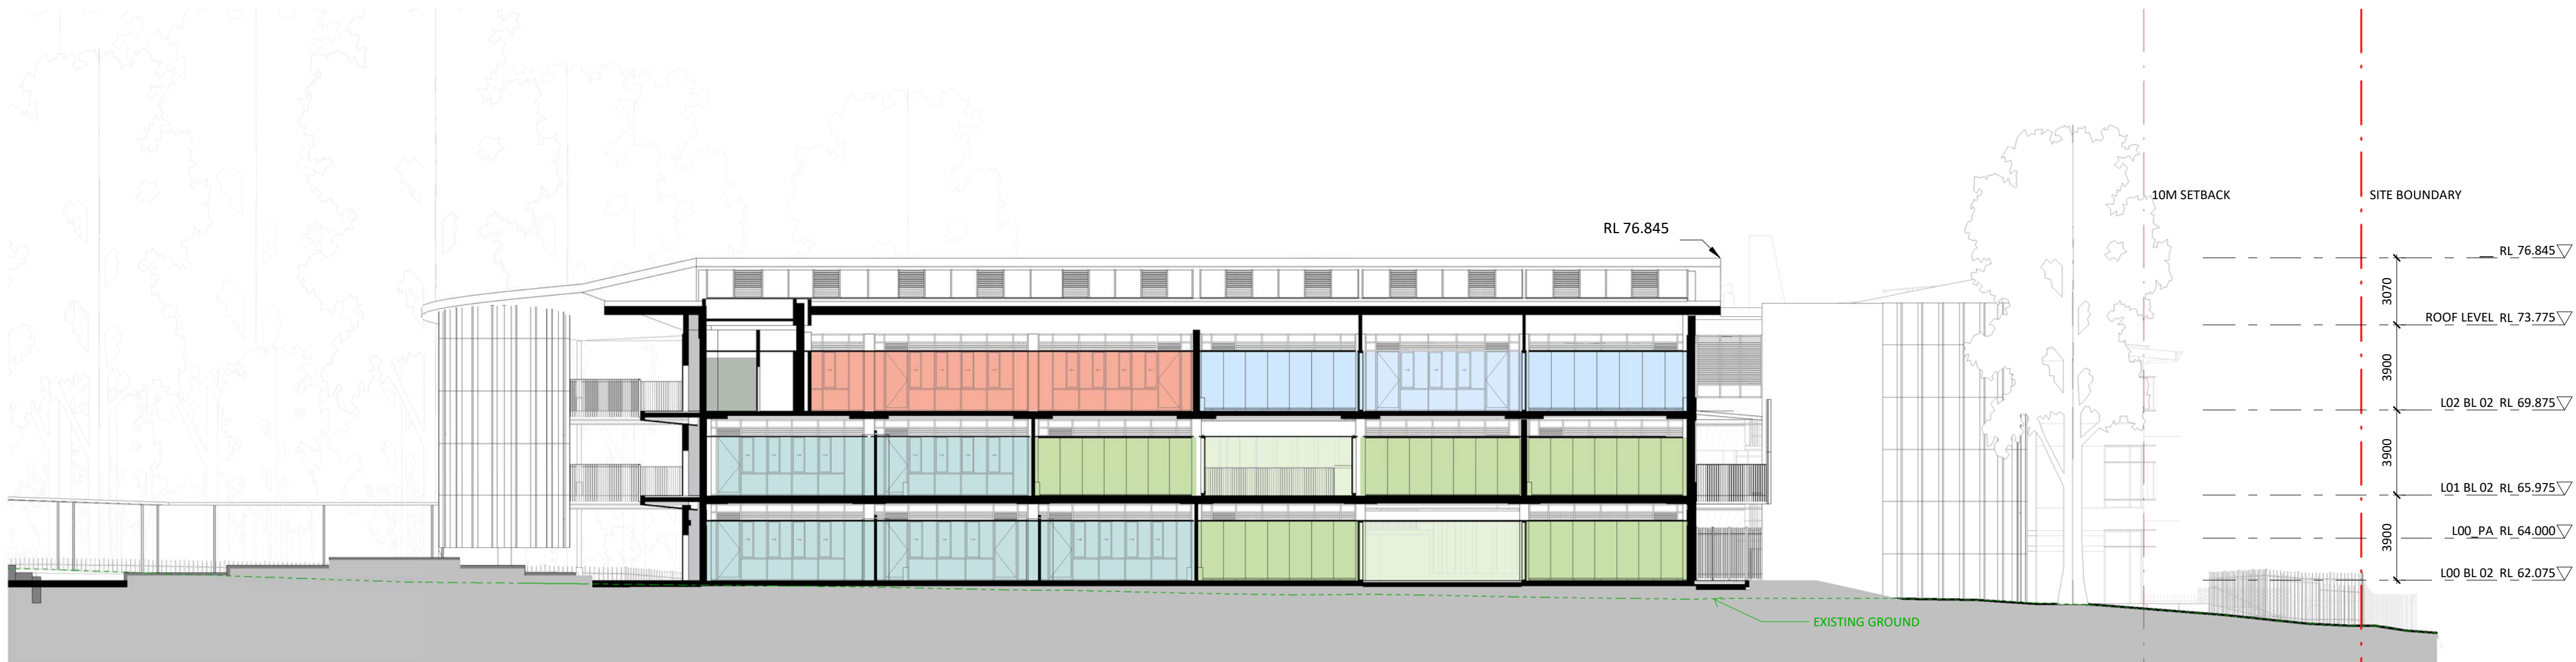 10M SETBACK
SITE BOUNDARY
RL 76.845
RL 76.845
3070
ROOF LEVEL RL 73.775
3900
L02 BL 02 RL 69.875
3900
L01 BL 02 RL 65.975
3900
L00_PA RL 64.000
L00 BL 02 RL 62.075
EXISTING GROUND